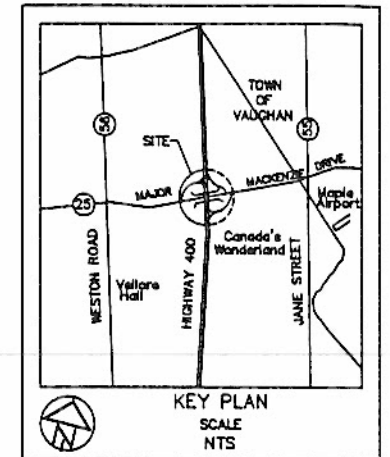 TOWN
OF
VAUGHAN
56
SITE
55
MAJOR MACKENZIE DRIVE
25
Maple
Airport
Canada's
Wonderland
WESTON ROAD
HIGHWAY 400
JANE STREET
Vellore
Hall
KEY PLAN
SCALE
NTS